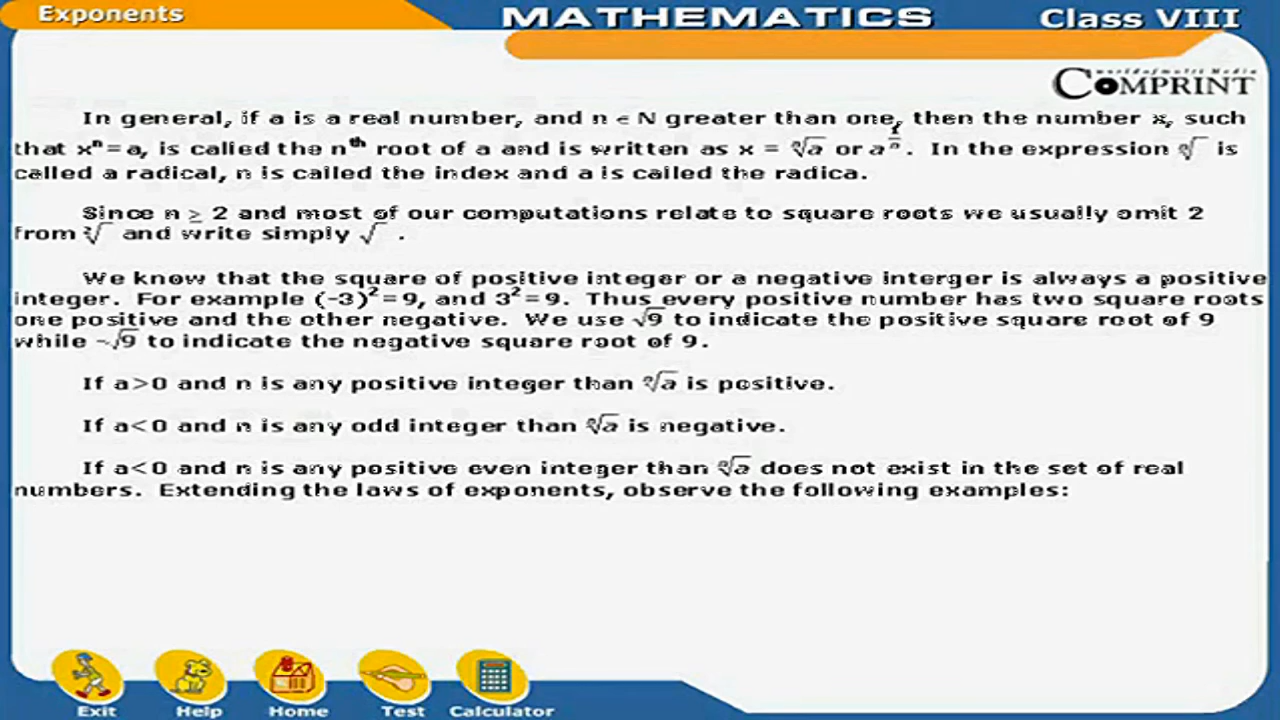 Exponents
MATHEMATICS
Class VIII
world of multi Media
COMPRINT
In general, if a is a real number, and n ∈ N greater than one, then the number x, such
that xⁿ=a, is called the nᵗʰ root of a and is written as x = ⁿ√a or a^(1/n). In the expression ⁿ√ is
called a radical, n is called the index and a is called the radica.
Since n ≥ 2 and most of our computations relate to square roots we usually omit 2
from ²√ and write simply √ .
We know that the square of positive integer or a negative interger is always a positive
integer. For example (-3)²=9, and 3²=9. Thus every positive number has two square roots
one positive and the other negative. We use √9 to indicate the positive square root of 9
while -√9 to indicate the negative square root of 9.
If a>0 and n is any positive integer than ⁿ√a is positive.
If a<0 and n is any odd integer than ⁿ√a is negative.
If a<0 and n is any positive even integer than ⁿ√a does not exist in the set of real
numbers. Extending the laws of exponents, observe the following examples:
Exit
Help
Home
Test
Calculator